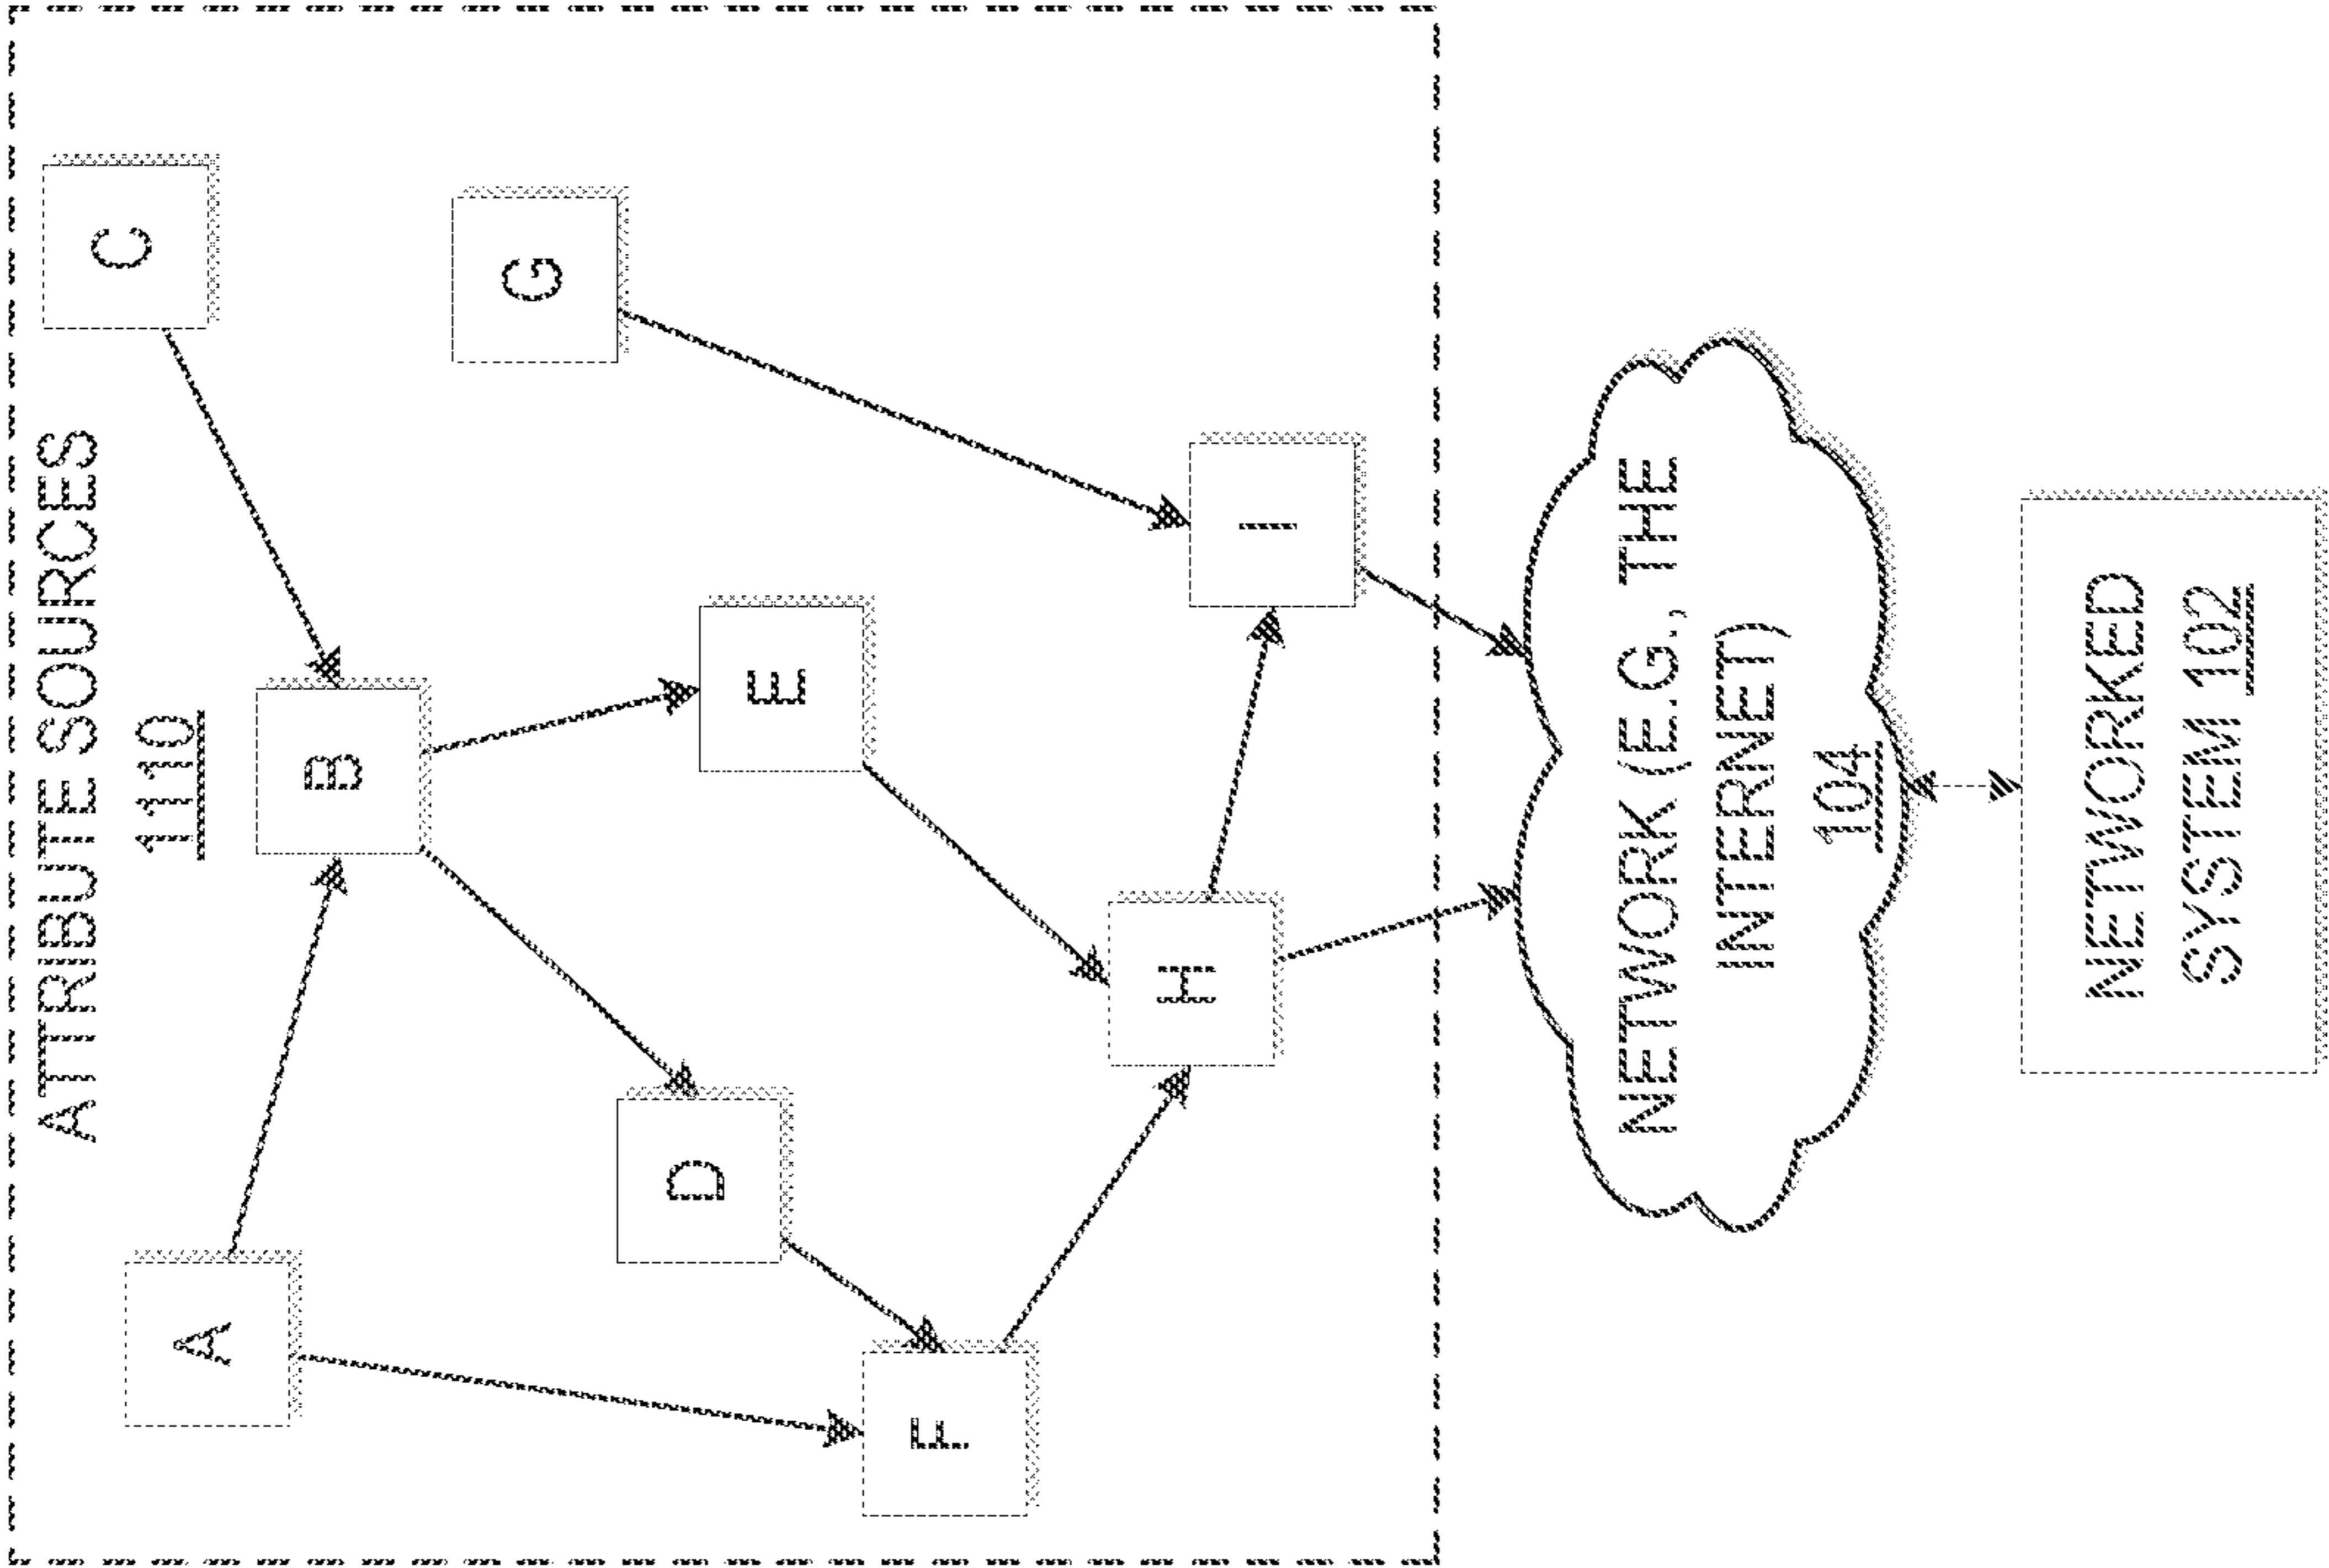 ATTRIBUTE SOURCES
1110
A
B
C
D
E
F
G
H
I
NETWORK (E.G., THE
INTERNET)
104
NETWORKED
SYSTEM 102